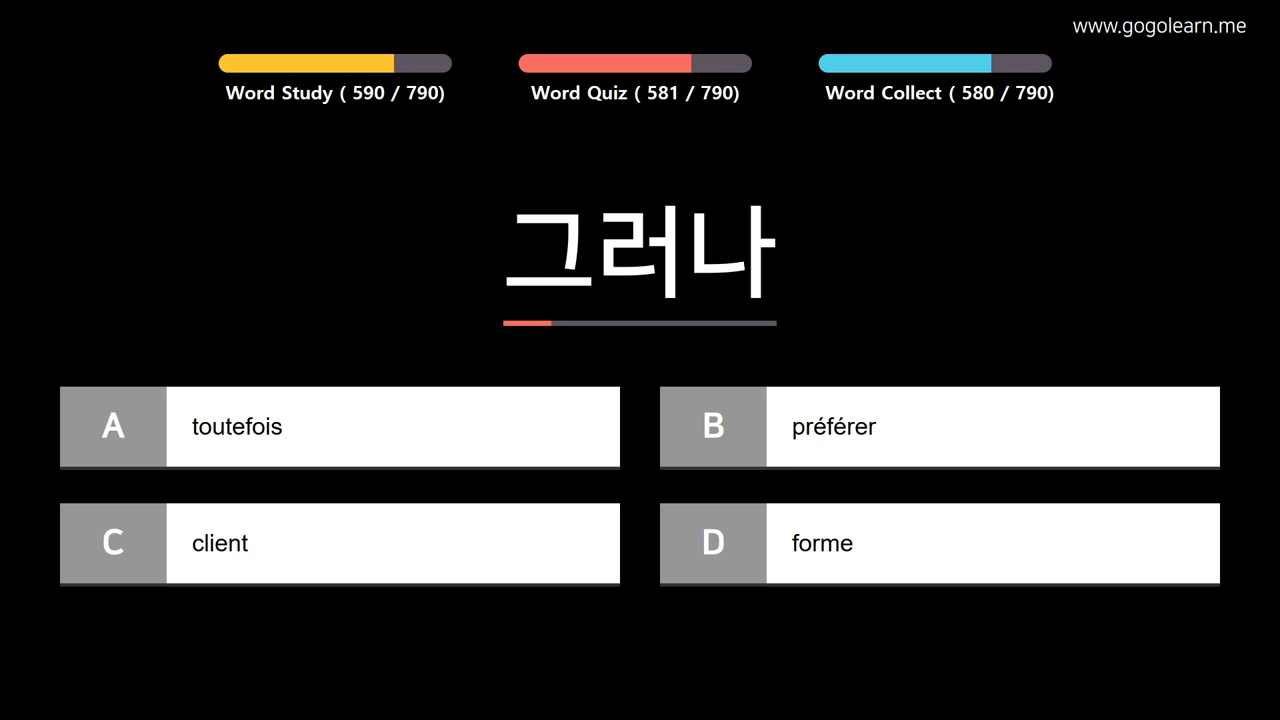 www.gogolearn.me
Word Study ( 590 / 790)
Word Quiz ( 581 / 790)
Word Collect ( 580 / 790)
그러나
A toutefois
B préférer
C client
D forme